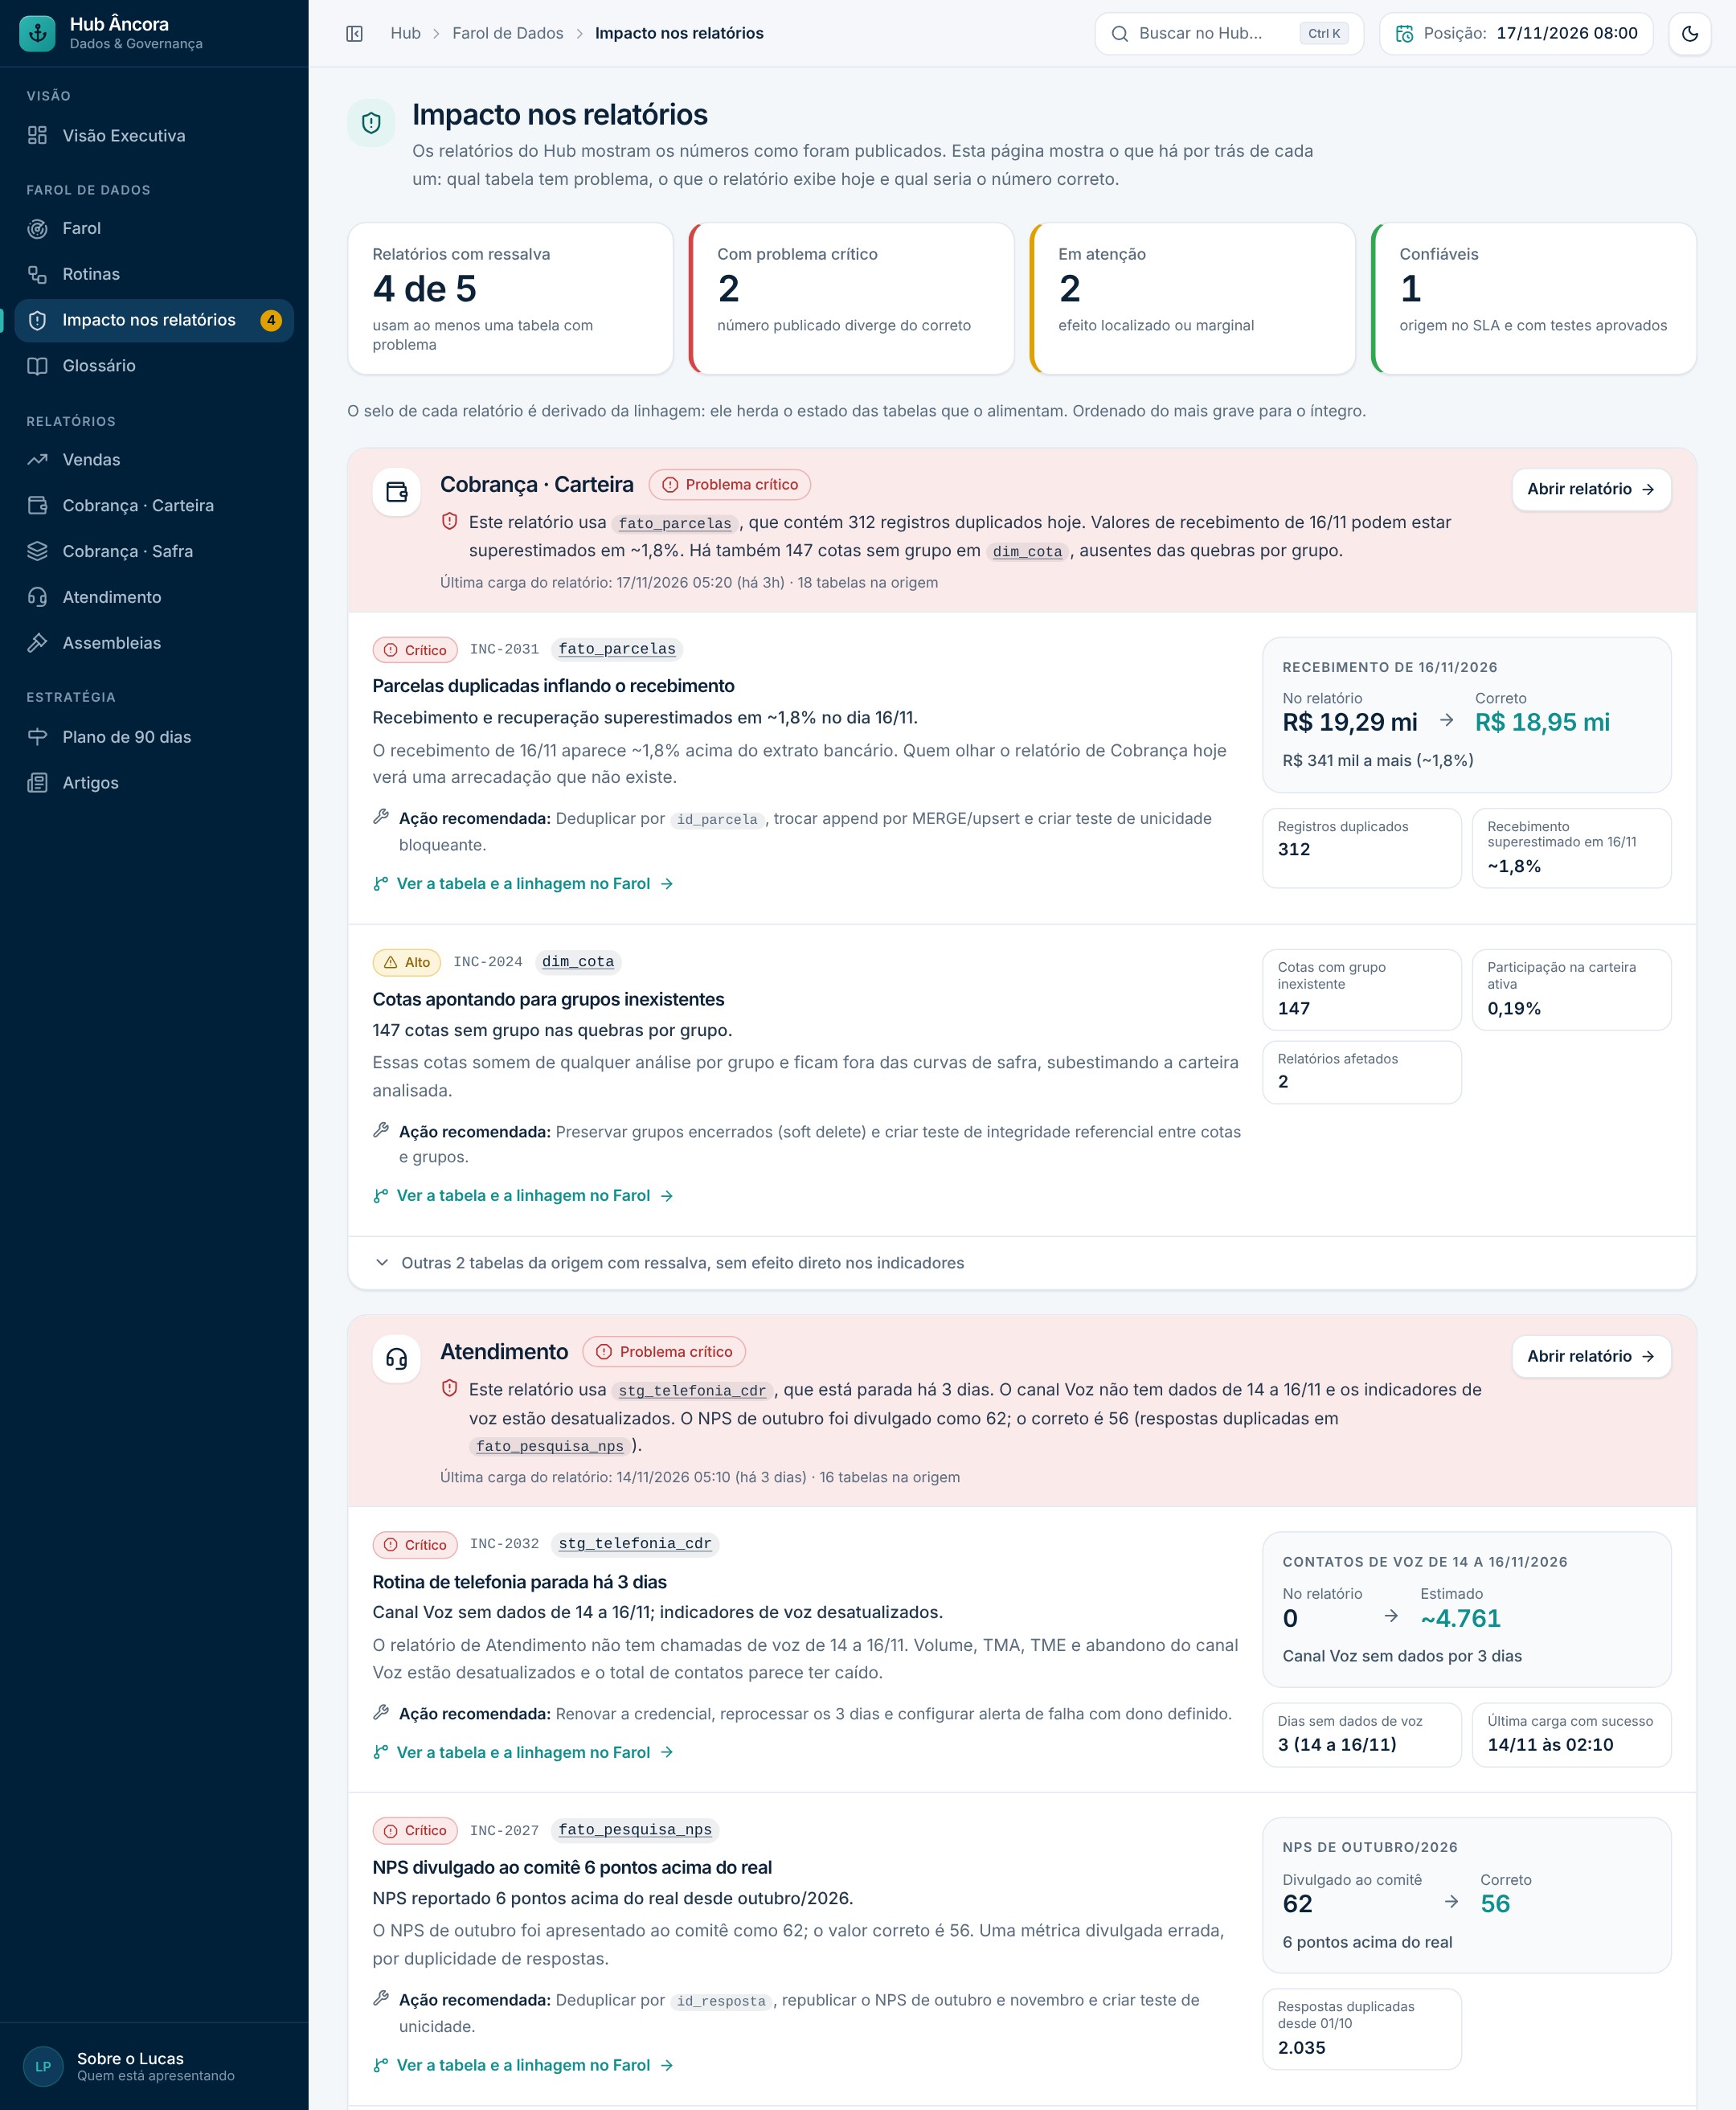 Hub Âncora
Dados & Governança
VISÃO
Visão Executiva
FAROL DE DADOS
Farol
Rotinas
Impacto nos relatórios 4
Glossário
RELATÓRIOS
Vendas
Cobrança · Carteira
Cobrança · Safra
Atendimento
Assembleias
ESTRATÉGIA
Plano de 90 dias
Artigos
LP
Sobre o Lucas
Quem está apresentando
Hub > Farol de Dados > Impacto nos relatórios
Buscar no Hub... Ctrl K
Posição: 17/11/2026 08:00
Impacto nos relatórios
Os relatórios do Hub mostram os números como foram publicados. Esta página mostra o que há por trás de cada
um: qual tabela tem problema, o que o relatório exibe hoje e qual seria o número correto.
Relatórios com ressalva
4 de 5
usam ao menos uma tabela com
problema
Com problema crítico
2
número publicado diverge do correto
Em atenção
2
efeito localizado ou marginal
Confiáveis
1
origem no SLA e com testes aprovados
O selo de cada relatório é derivado da linhagem: ele herda o estado das tabelas que o alimentam. Ordenado do mais grave para o íntegro.
Cobrança · Carteira Problema crítico
Abrir relatório →
Este relatório usa fato_parcelas, que contém 312 registros duplicados hoje. Valores de recebimento de 16/11 podem estar
superestimados em ~1,8%. Há também 147 cotas sem grupo em dim_cota, ausentes das quebras por grupo.
Última carga do relatório: 17/11/2026 05:20 (há 3h) · 18 tabelas na origem
Crítico INC-2031 fato_parcelas
Parcelas duplicadas inflando o recebimento
Recebimento e recuperação superestimados em ~1,8% no dia 16/11.
O recebimento de 16/11 aparece ~1,8% acima do extrato bancário. Quem olhar o relatório de Cobrança hoje
verá uma arrecadação que não existe.
Ação recomendada: Deduplicar por id_parcela, trocar append por MERGE/upsert e criar teste de unicidade
bloqueante.
Ver a tabela e a linhagem no Farol →
RECEBIMENTO DE 16/11/2026
No relatório Correto
R$ 19,29 mi → R$ 18,95 mi
R$ 341 mil a mais (~1,8%)
Registros duplicados
312
Recebimento
superestimado em 16/11
~1,8%
Alto INC-2024 dim_cota
Cotas apontando para grupos inexistentes
147 cotas sem grupo nas quebras por grupo.
Essas cotas somem de qualquer análise por grupo e ficam fora das curvas de safra, subestimando a carteira
analisada.
Ação recomendada: Preservar grupos encerrados (soft delete) e criar teste de integridade referencial entre cotas
e grupos.
Ver a tabela e a linhagem no Farol →
Cotas com grupo
inexistente
147
Participação na carteira
ativa
0,19%
Relatórios afetados
2
Outras 2 tabelas da origem com ressalva, sem efeito direto nos indicadores
Atendimento Problema crítico
Abrir relatório →
Este relatório usa stg_telefonia_cdr, que está parada há 3 dias. O canal Voz não tem dados de 14 a 16/11 e os indicadores de
voz estão desatualizados. O NPS de outubro foi divulgado como 62; o correto é 56 (respostas duplicadas em
fato_pesquisa_nps).
Última carga do relatório: 14/11/2026 05:10 (há 3 dias) · 16 tabelas na origem
Crítico INC-2032 stg_telefonia_cdr
Rotina de telefonia parada há 3 dias
Canal Voz sem dados de 14 a 16/11; indicadores de voz desatualizados.
O relatório de Atendimento não tem chamadas de voz de 14 a 16/11. Volume, TMA, TME e abandono do canal
Voz estão desatualizados e o total de contatos parece ter caído.
Ação recomendada: Renovar a credencial, reprocessar os 3 dias e configurar alerta de falha com dono definido.
Ver a tabela e a linhagem no Farol →
CONTATOS DE VOZ DE 14 A 16/11/2026
No relatório Estimado
0 → ~4.761
Canal Voz sem dados por 3 dias
Dias sem dados de voz
3 (14 a 16/11)
Última carga com sucesso
14/11 às 02:10
Crítico INC-2027 fato_pesquisa_nps
NPS divulgado ao comitê 6 pontos acima do real
NPS reportado 6 pontos acima do real desde outubro/2026.
O NPS de outubro foi apresentado ao comitê como 62; o valor correto é 56. Uma métrica divulgada errada,
por duplicidade de respostas.
Ação recomendada: Deduplicar por id_resposta, republicar o NPS de outubro e novembro e criar teste de
unicidade.
Ver a tabela e a linhagem no Farol →
NPS DE OUTUBRO/2026
Divulgado ao comitê Correto
62 → 56
6 pontos acima do real
Respostas duplicadas
desde 01/10
2.035